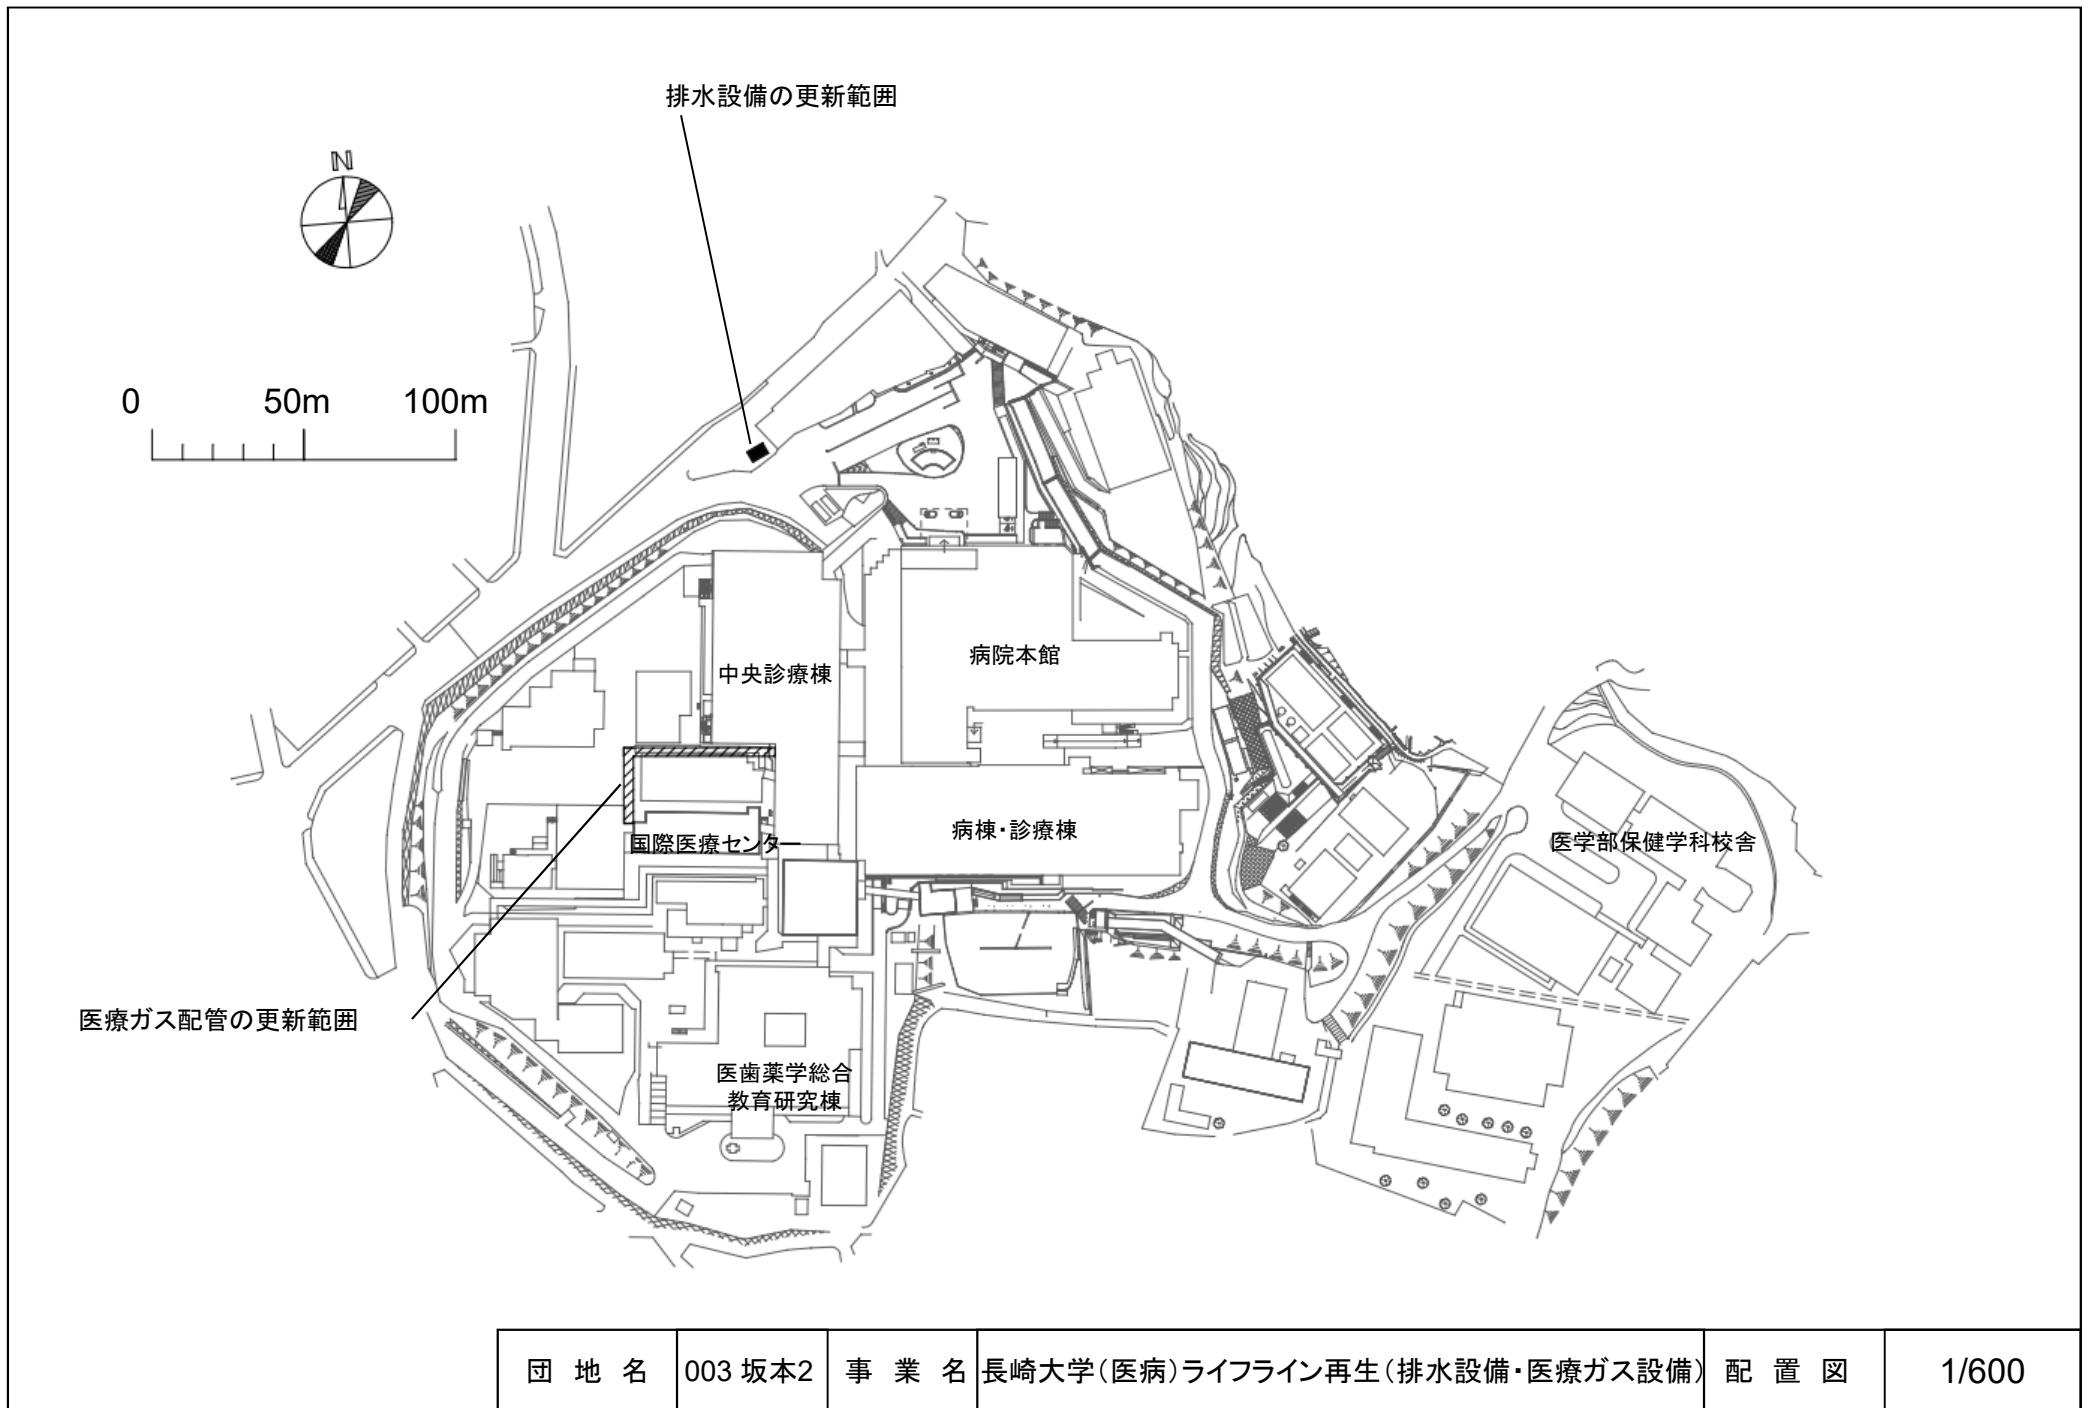 排水設備の更新範囲
N
0 50m 100m
病院本館
中央診療棟
病棟・診療棟
国際医療センター
医学部保健学科校舎
医療ガス配管の更新範囲
医歯薬学総合
教育研究棟
団地名 003 坂本2 事業名 長崎大学(医病)ライフライン再生(排水設備・医療ガス設備) 配置図 1/600